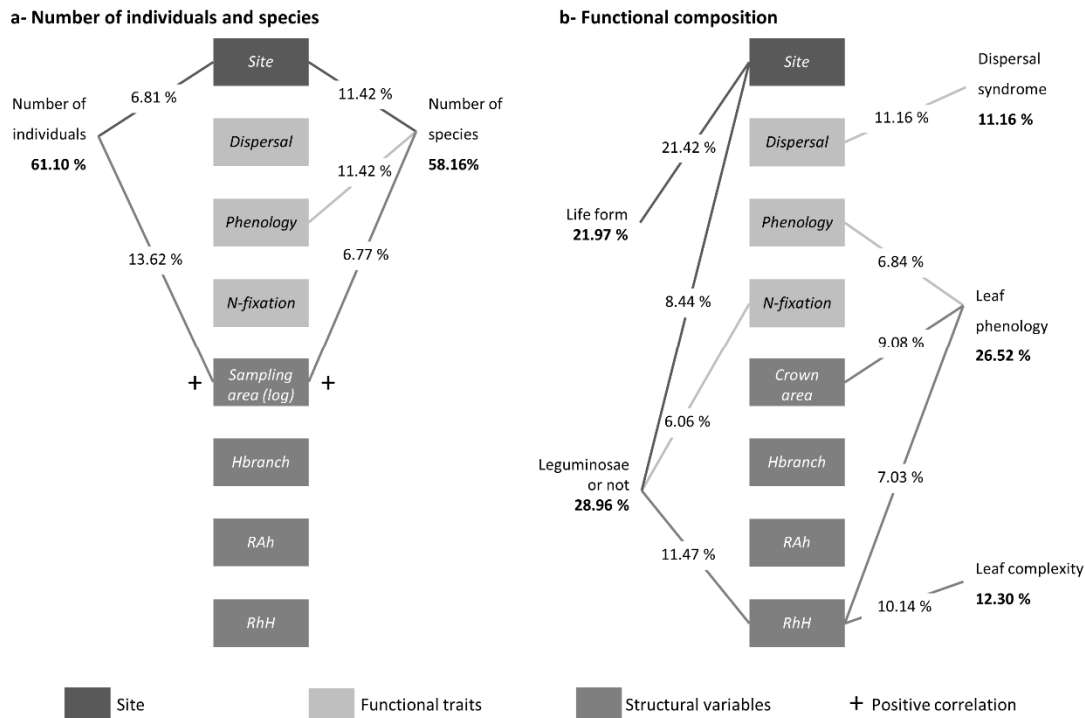 a- Number of individuals and species
b- Functional composition
Site
6.81 %
11.42 %
Number of
individuals
61.10 %
Number of
species
58.16%
Dispersal
11.42 %
Phenology
13.62 %
6.77 %
N-fixation
+
Sampling
area (log)
+
Hbranch
RAh
RhH
Site
Dispersal
syndrome
11.16 %
11.16 %
21.42 %
Dispersal
Life form
21.97 %
Phenology
6.84 %
8.44 %
N-fixation
Leaf
phenology
26.52 %
9.08 %
Crown
area
6.06 %
Leguminosae
or not
28.96 %
Hbranch
7.03 %
11.47 %
RAh
Leaf complexity
12.30 %
10.14 %
RhH
Site
Functional traits
Structural variables
+ Positive correlation